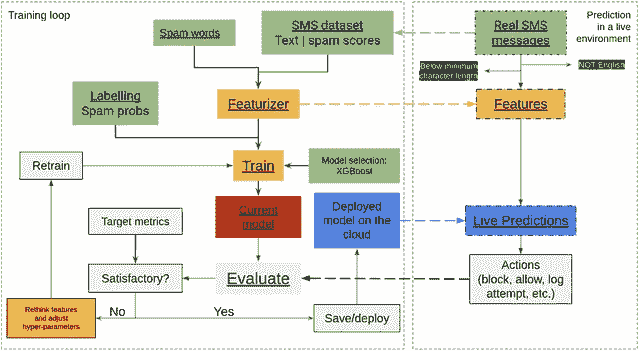 Training loop
Spam words
SMS dataset
Text | spam scores
Labelling
Spam probs
Featurizer
Retrain
Train
Model selection:
XGBoost
Current
model
Deployed
model on the
cloud
Target metrics
Satisfactory?
Evaluate
Rethink features
and adjust
hyper-parameters
No
Yes
Save/deploy
Prediction
in a live
environment
Real SMS
messages
Below minimum
character length
NOT English
Features
Live Predictions
Actions
(block, allow, log
attempt, etc.)